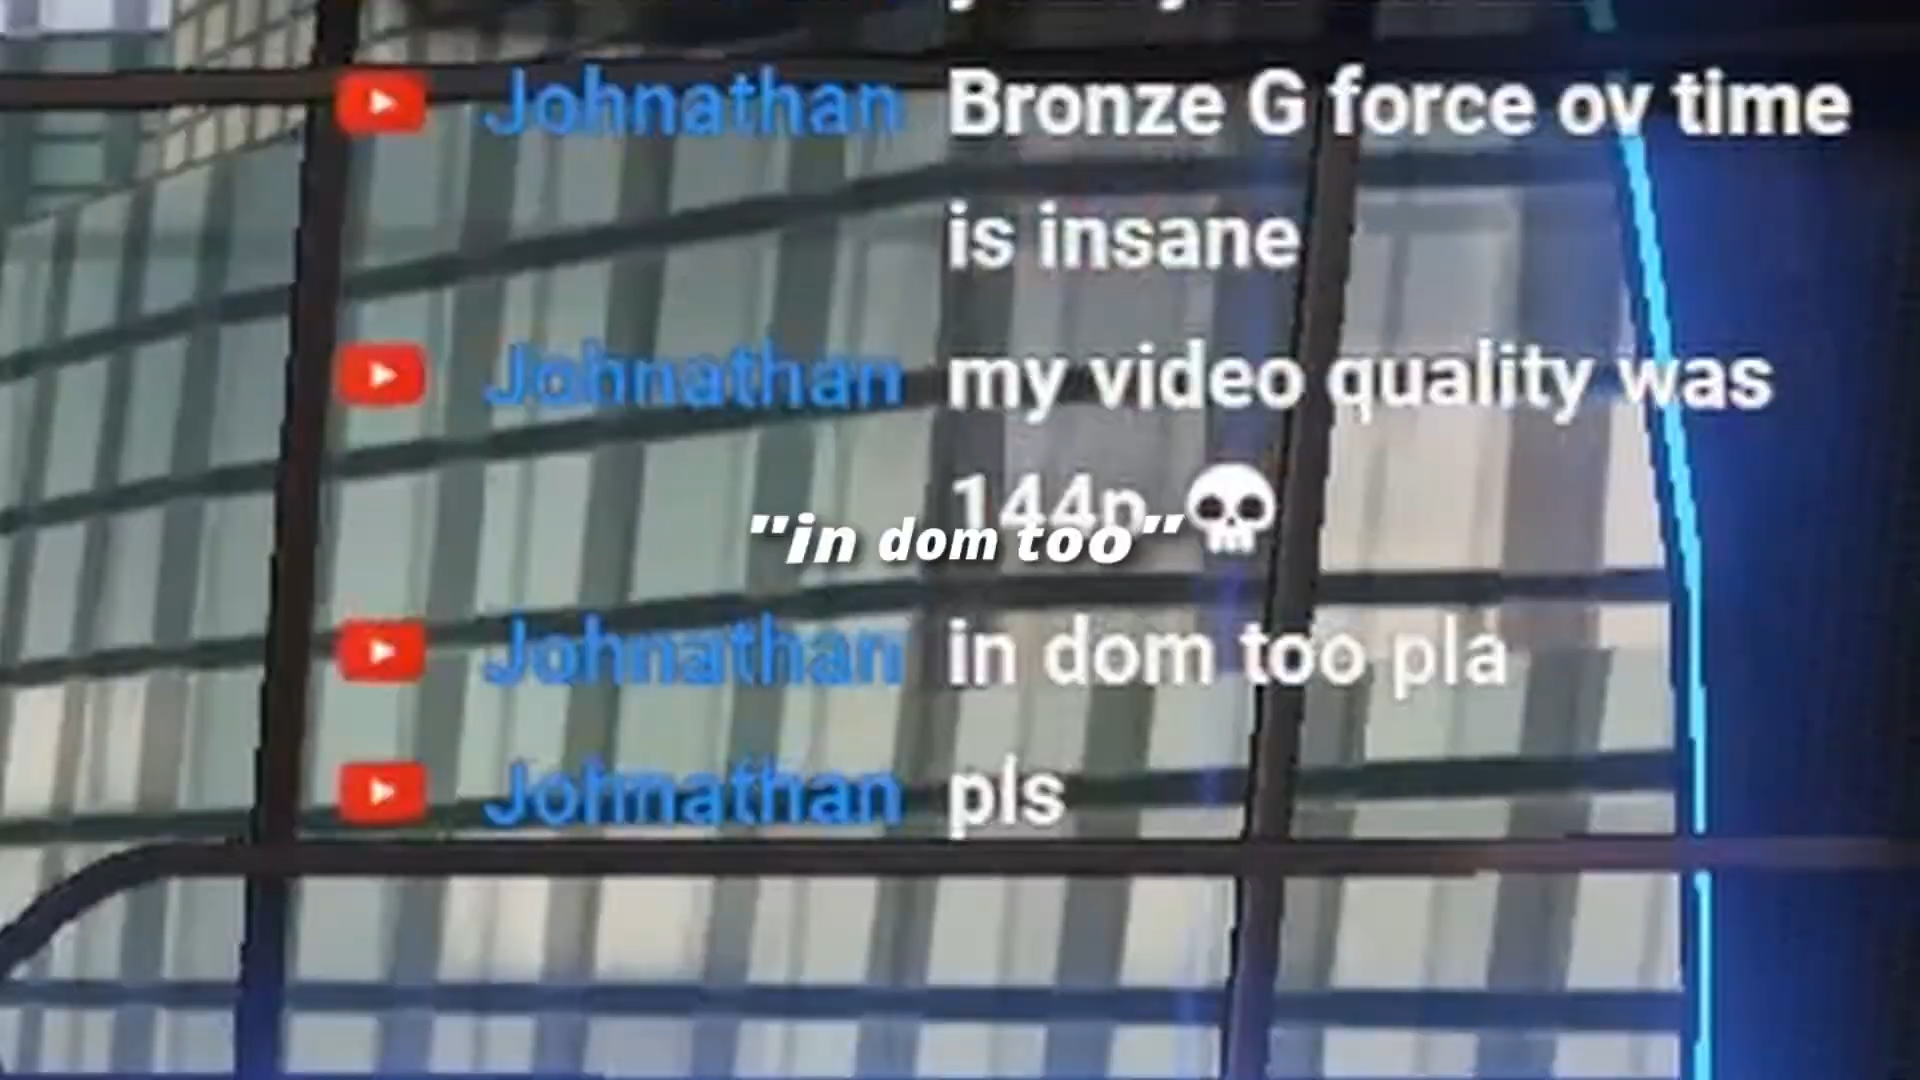 Johnathan Bronze G force ov time
is insane
Johnathan my video quality was
144p 💀
"in dom too"
Johnathan in dom too pla
Johnathan pls